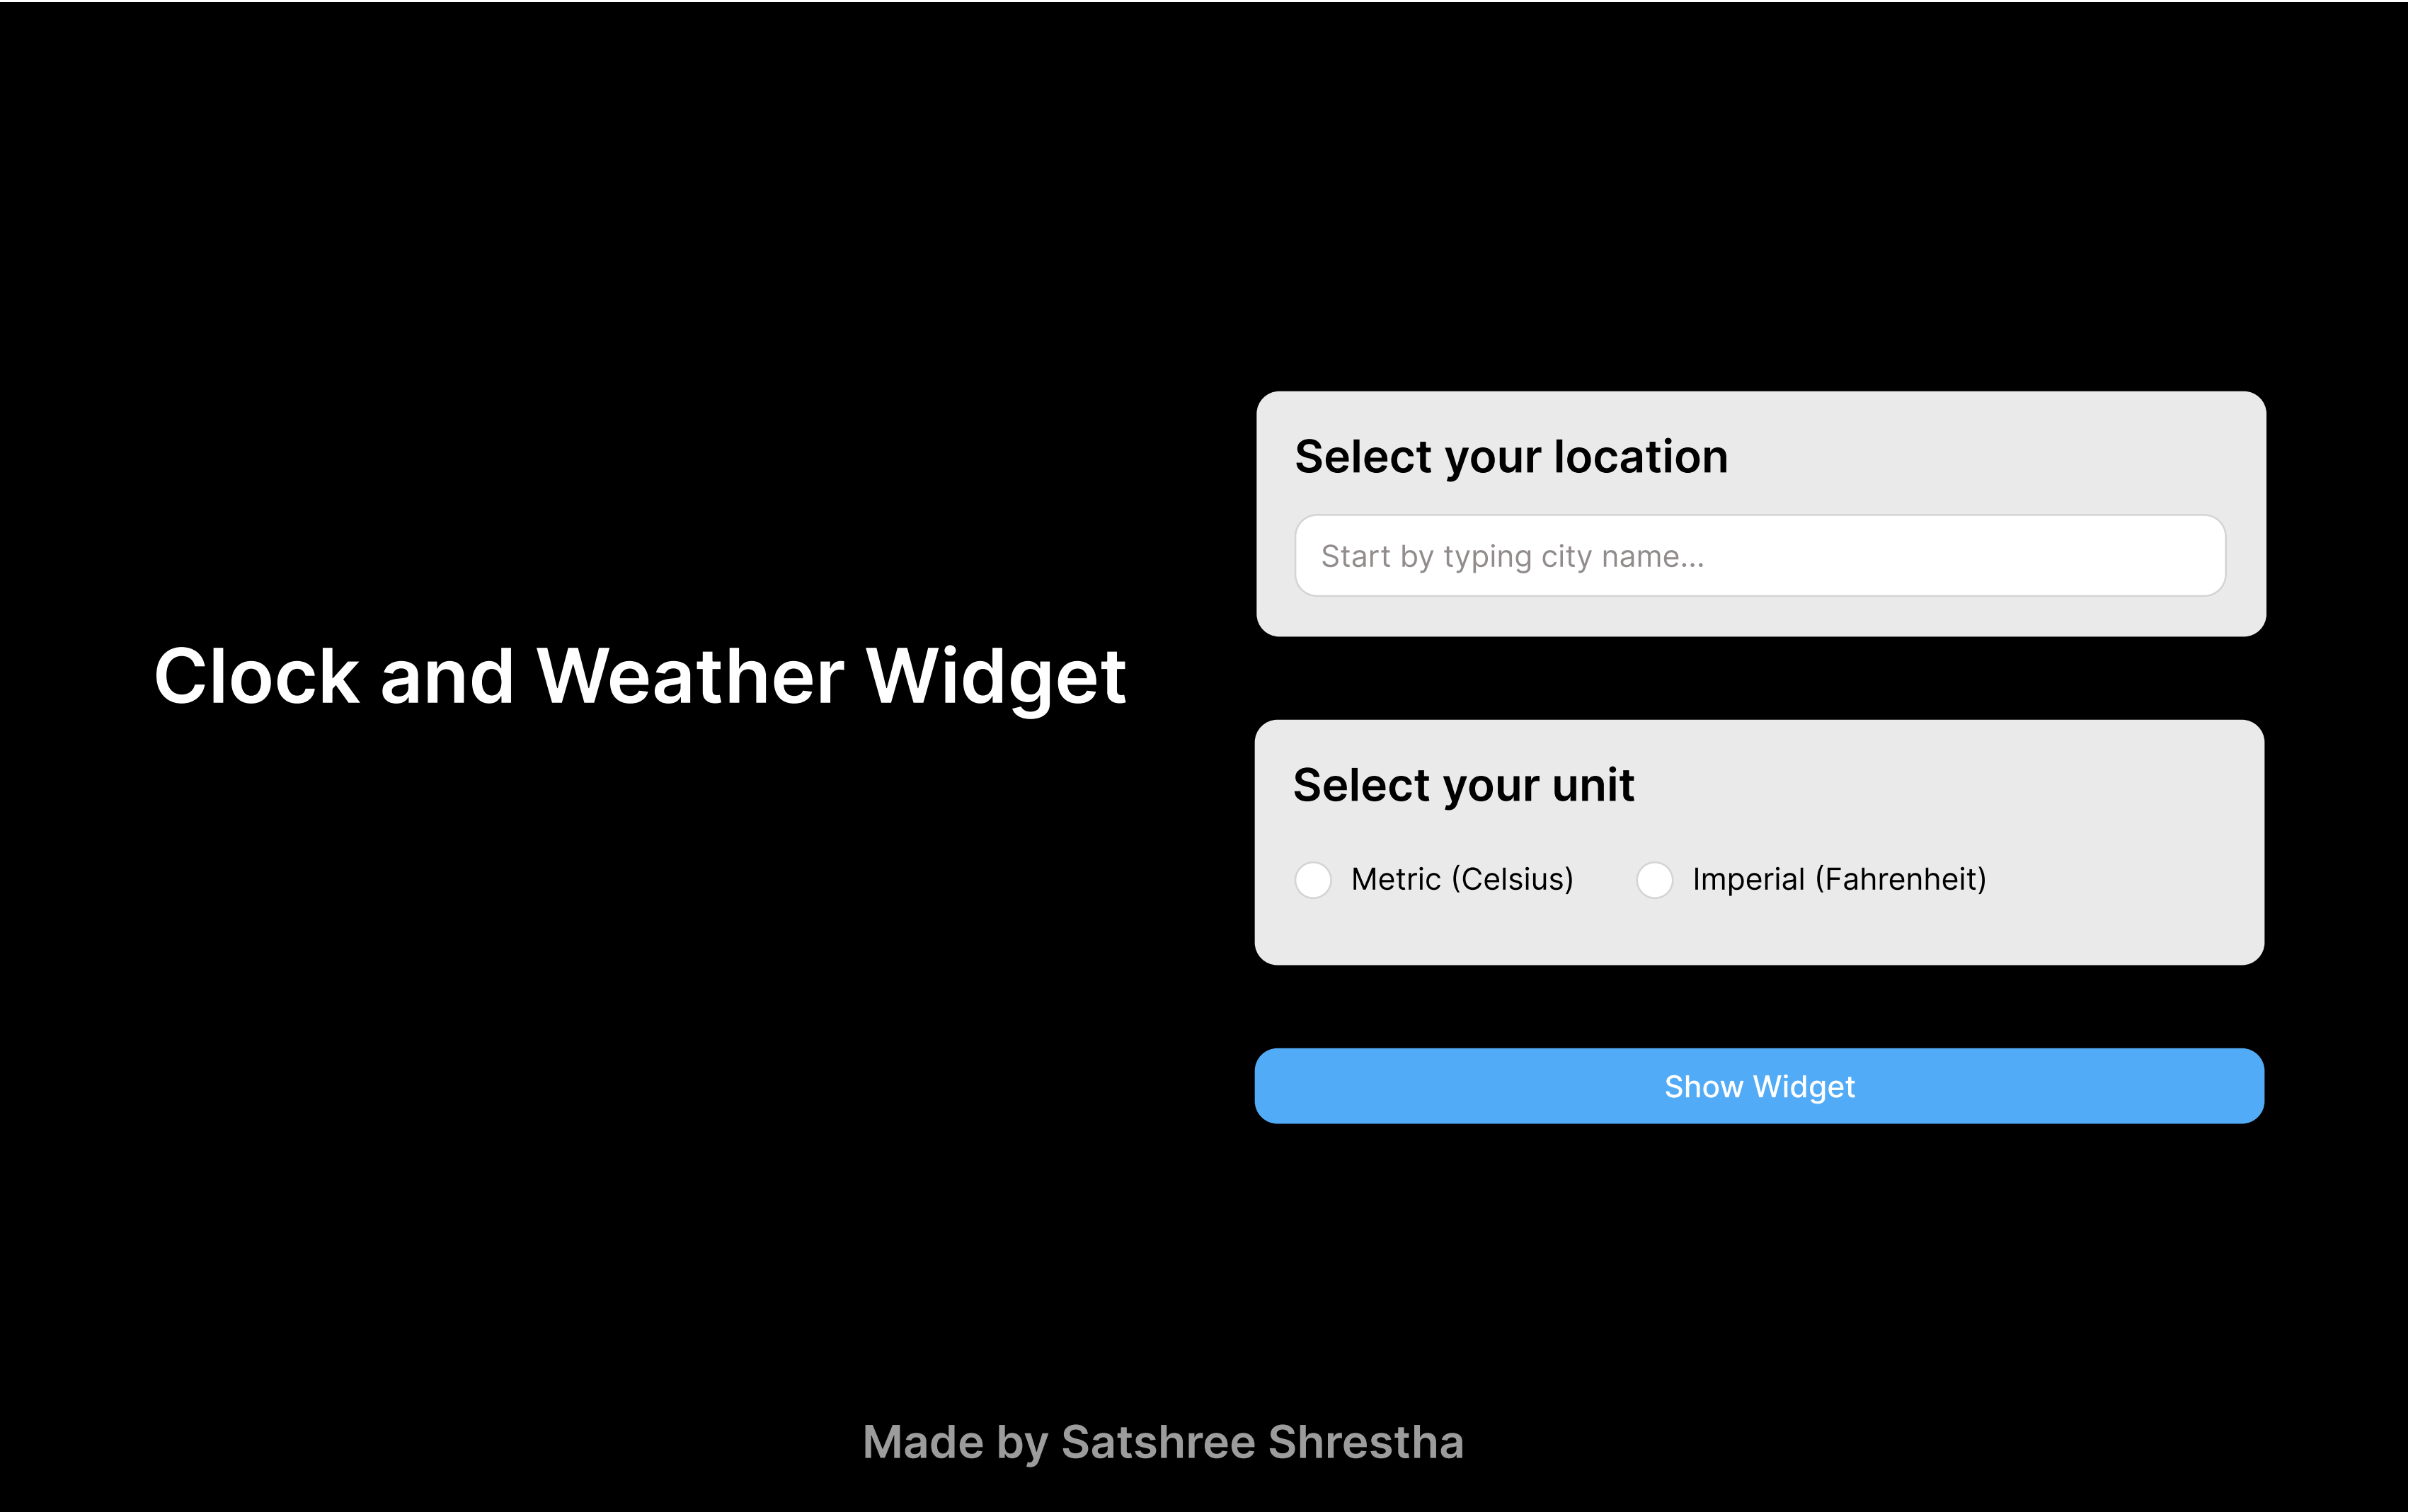 Clock and Weather Widget
Select your location
Start by typing city name...
Select your unit
Metric (Celsius)
Imperial (Fahrenheit)
Show Widget
Made by Satshree Shrestha